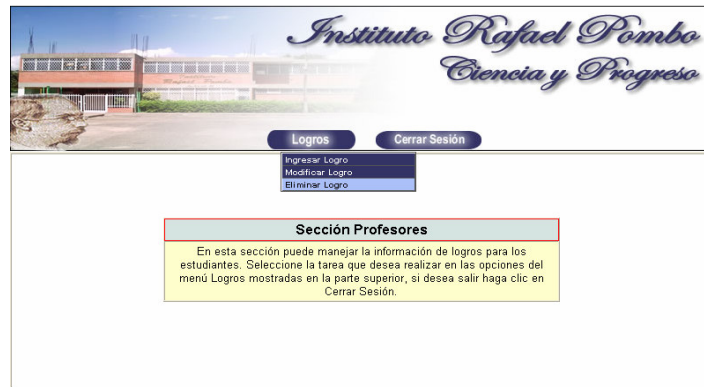 Instituto Rafael Pombo
Ciencia y Progreso
Logros
Cerrar Sesión
Ingresar Logro
Modificar Logro
Eliminar Logro
Sección Profesores
En esta sección puede manejar la información de logros para los
estudiantes. Seleccione la tarea que desea realizar en las opciones del
menú Logros mostradas en la parte superior, si desea salir haga clic en
Cerrar Sesión.